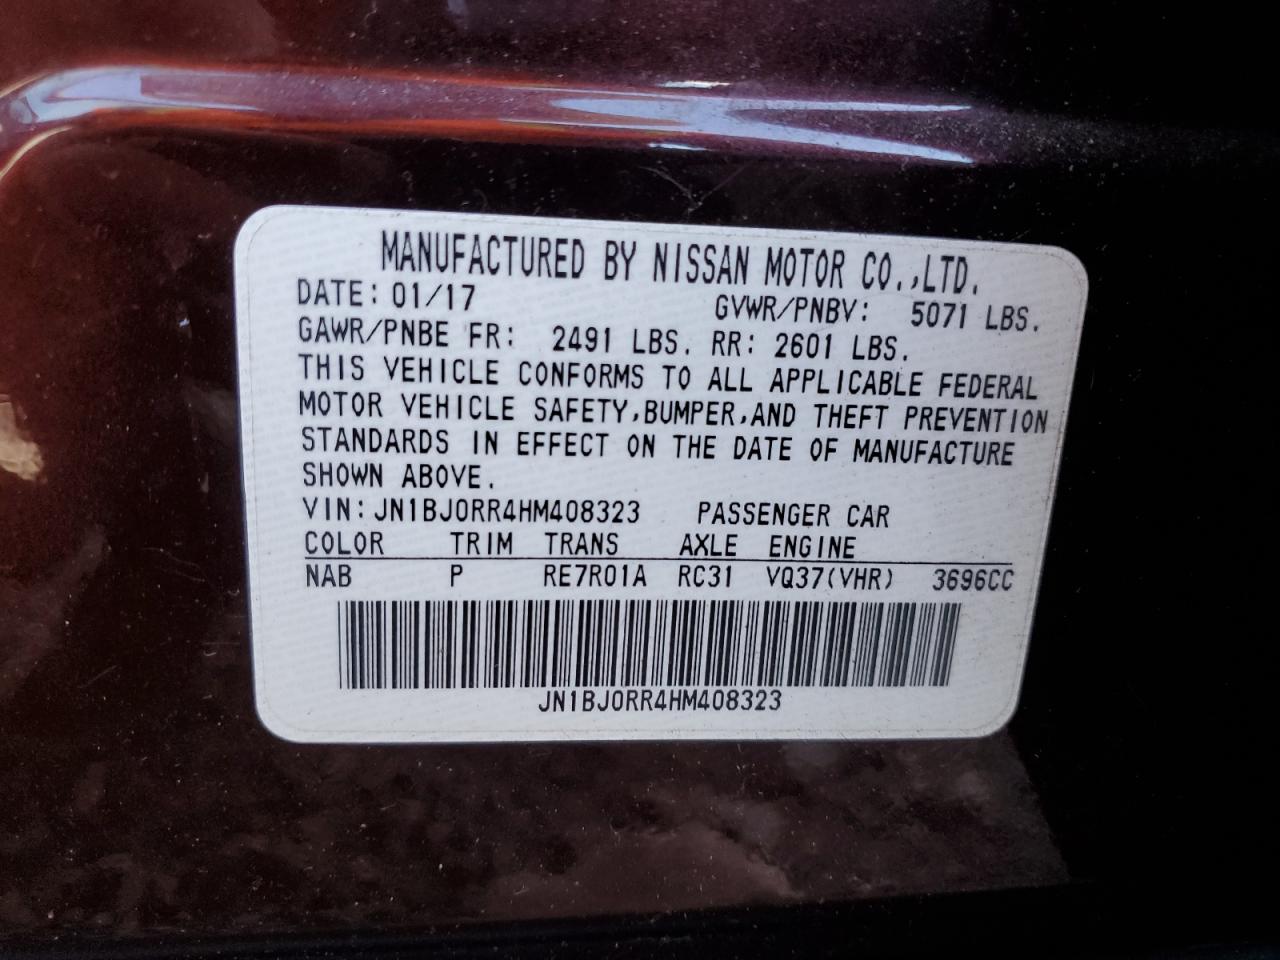 MANUFACTURED BY NISSAN MOTOR CO.,LTD.
DATE: 01/17 GVWR/PNBV: 5071 LBS.
GAWR/PNBE FR: 2491 LBS. RR: 2601 LBS.
THIS VEHICLE CONFORMS TO ALL APPLICABLE FEDERAL
MOTOR VEHICLE SAFETY,BUMPER,AND THEFT PREVENTION
STANDARDS IN EFFECT ON THE DATE OF MANUFACTURE
SHOWN ABOVE.
VIN:JN1BJ0RR4HM408323 PASSENGER CAR
COLOR TRIM TRANS AXLE ENGINE
NAB P RE7R01A RC31 VQ37(VHR) 3696CC
JN1BJ0RR4HM408323